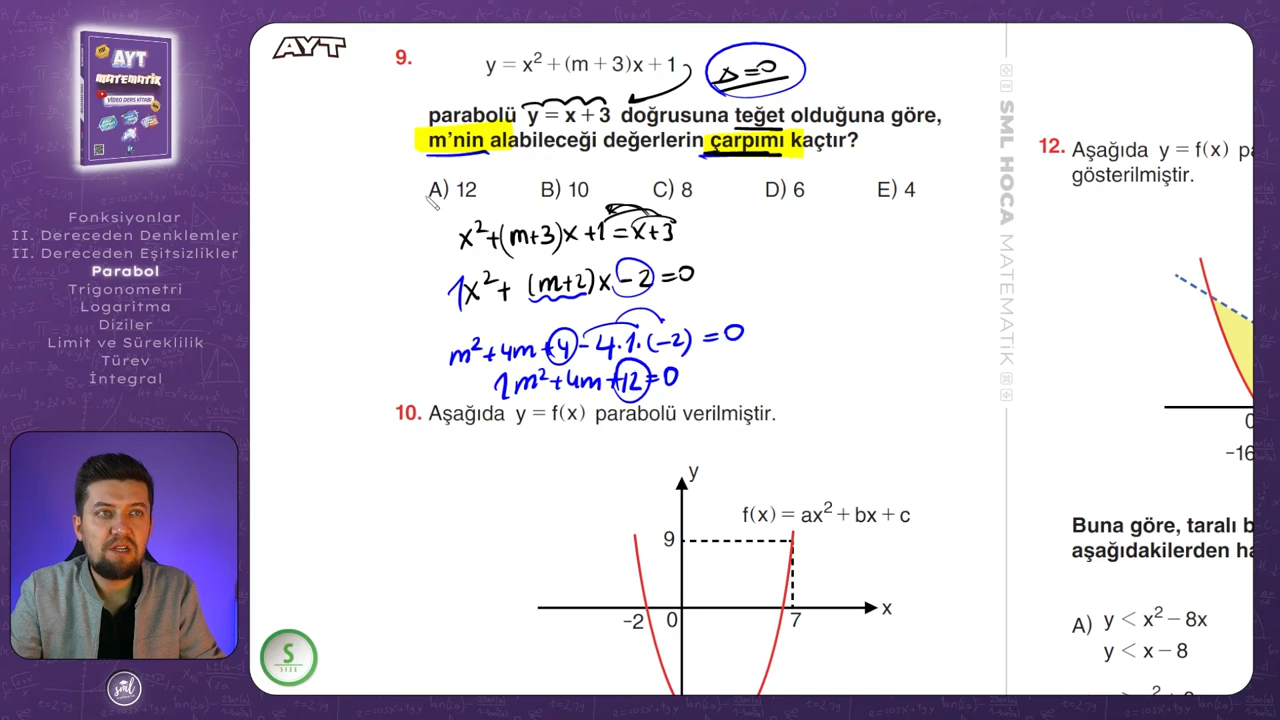 AYT
MATEMATİK
VİDEO DERS KİTABI
Fonksiyonlar
II. Dereceden Denklemler
II. Dereceden Eşitsizlikler
Parabol
Trigonometri
Logaritma
Diziler
Limit ve Süreklilik
Türev
İntegral
S
SIZE
sml
AYT
9.
y = x² + (m + 3)x + 1
Δ = 0
parabolü y = x + 3 doğrusuna teğet olduğuna göre,
m'nin alabileceği değerlerin çarpımı kaçtır?
A) 12 B) 10 C) 8 D) 6 E) 4
x² + (m+3)x + 1 = x + 3
1x² + (m+2)x - 2 = 0
m² + 4m + 4 - 4.1.(-2) = 0
1m² + 4m + 12 = 0
10. Aşağıda y = f(x) parabolü verilmiştir.
y
f(x) = ax² + bx + c
9
-2 0 7 x
SML HOCA MATEMATİK
12. Aşağıda y = f(x) pa
gösterilmiştir.
0
-16
Buna göre, taralı b
aşağıdakilerden ha
A) y < x² - 8x
y < x - 8